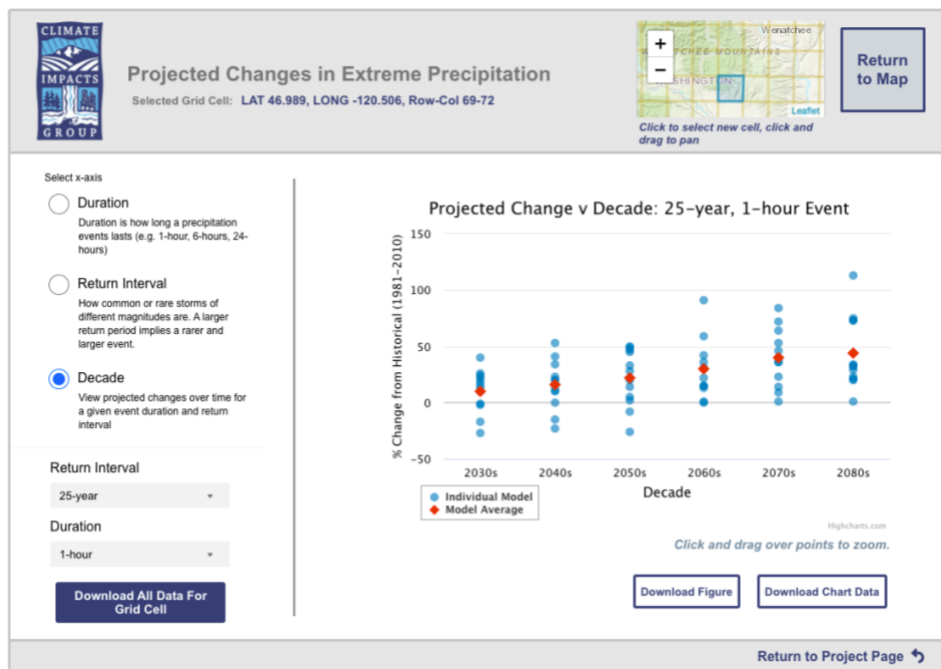 CLIMATE
IMPACTS
GROUP
Projected Changes in Extreme Precipitation
Selected Grid Cell: LAT 46.989, LONG -120.506, Row-Col 69-72
+
−
Wenatchee
TCHEE MOUNTAINS
SHINGTON
Leaflet
Click to select new cell, click and
drag to pan
Return
to Map
Select x-axis
Duration
Duration is how long a precipitation
events lasts (e.g. 1-hour, 6-hours, 24-
hours)
Return Interval
How common or rare storms of
different magnitudes are. A larger
return period implies a rarer and
larger event.
Decade
View projected changes over time for
a given event duration and return
interval
Return Interval
25-year
Duration
1-hour
Download All Data For
Grid Cell
Projected Change v Decade: 25-year, 1-hour Event
% Change from Historical (1981-2010)
150
100
50
0
-50
2030s 2040s 2050s 2060s 2070s 2080s
Decade
Individual Model
Model Average
Highcharts.com
Click and drag over points to zoom.
Download Figure
Download Chart Data
Return to Project Page